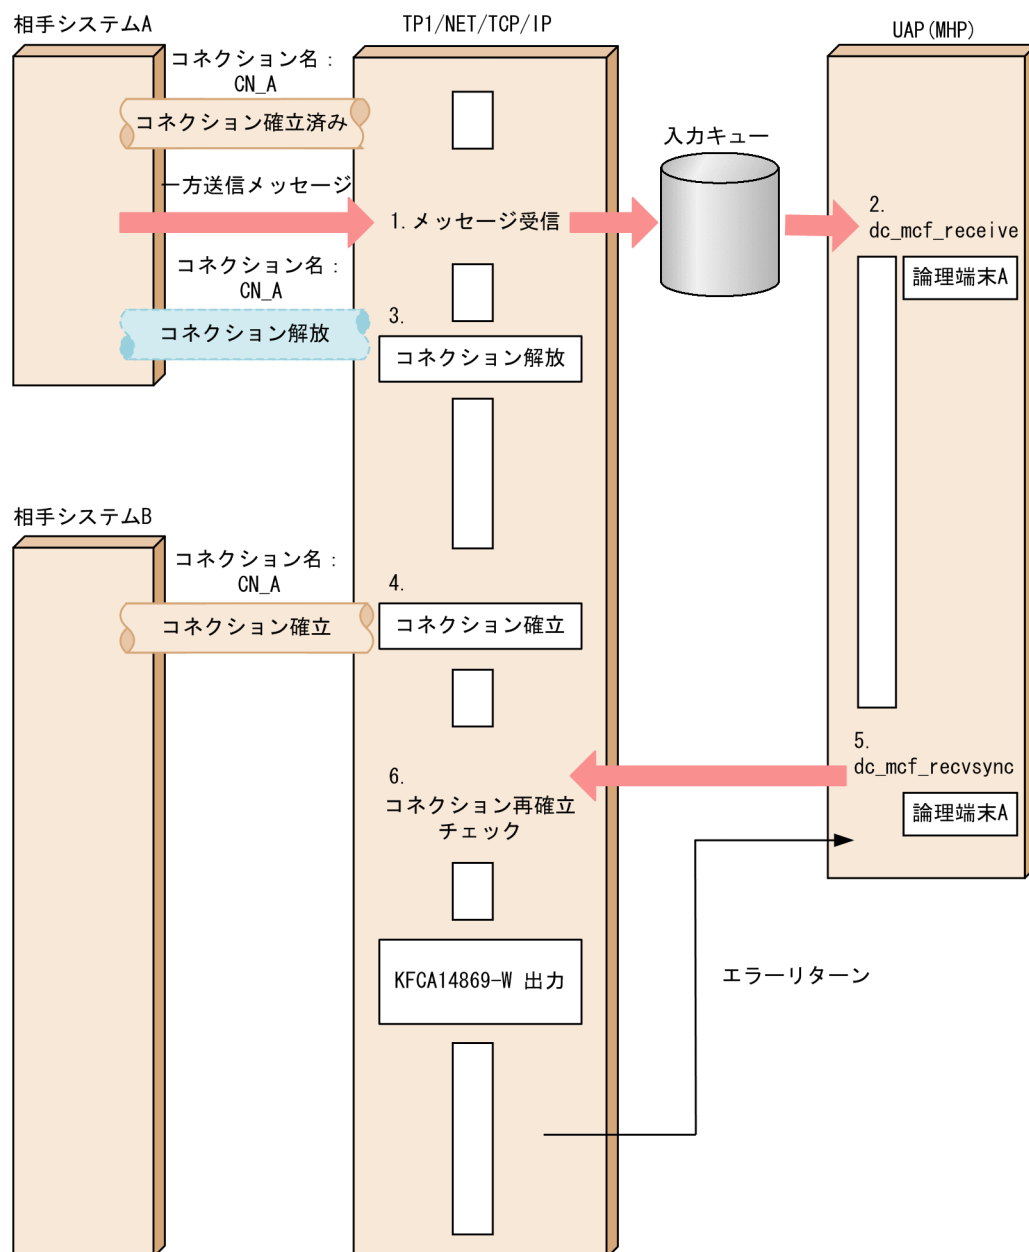 相手システムA
TP1/NET/TCP/IP
UAP(MHP)
コネクション名：
CN_A
コネクション確立済み
入力キュー
一方送信メッセージ
1.メッセージ受信
2.
dc_mcf_receive
論理端末A
コネクション名：
CN_A
コネクション解放
3.
コネクション解放
相手システムB
コネクション名：
CN_A
コネクション確立
4.
コネクション確立
5.
dc_mcf_recvsync
論理端末A
6.
コネクション再確立
チェック
KFCA14869-W 出力
エラーリターン